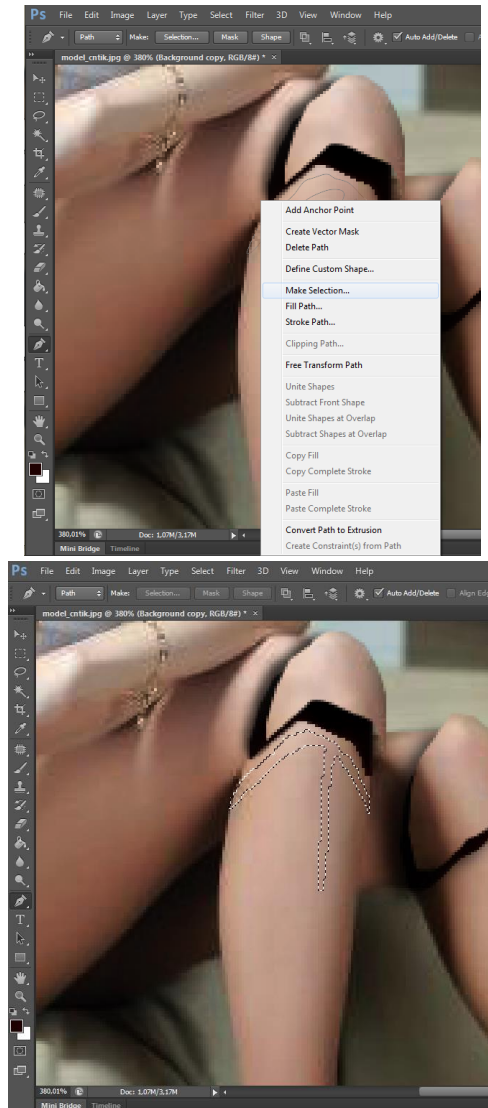 Ps File Edit Image Layer Type Select Filter 3D View Window Help
Path Make: Selection... Mask Shape Auto Add/Delete
model_cntik.jpg @ 380% (Background copy, RGB/8#) * ×
Add Anchor Point
Create Vector Mask
Delete Path
Define Custom Shape...
Make Selection...
Fill Path...
Stroke Path...
Clipping Path...
Free Transform Path
Unite Shapes
Subtract Front Shape
Unite Shapes at Overlap
Subtract Shapes at Overlap
Copy Fill
Copy Complete Stroke
Paste Fill
Paste Complete Stroke
Convert Path to Extrusion
Create Constraint(s) from Path
380.01% Doc: 1,07M/3,17M
Mini Bridge Timeline
Ps File Edit Image Layer Type Select Filter 3D View Window Help
Path Make: Selection... Mask Shape Auto Add/Delete Align Edg
model_cntik.jpg @ 380% (Background copy, RGB/8#) * ×
380.01% Doc: 1,07M/3,17M
Mini Bridge Timeline